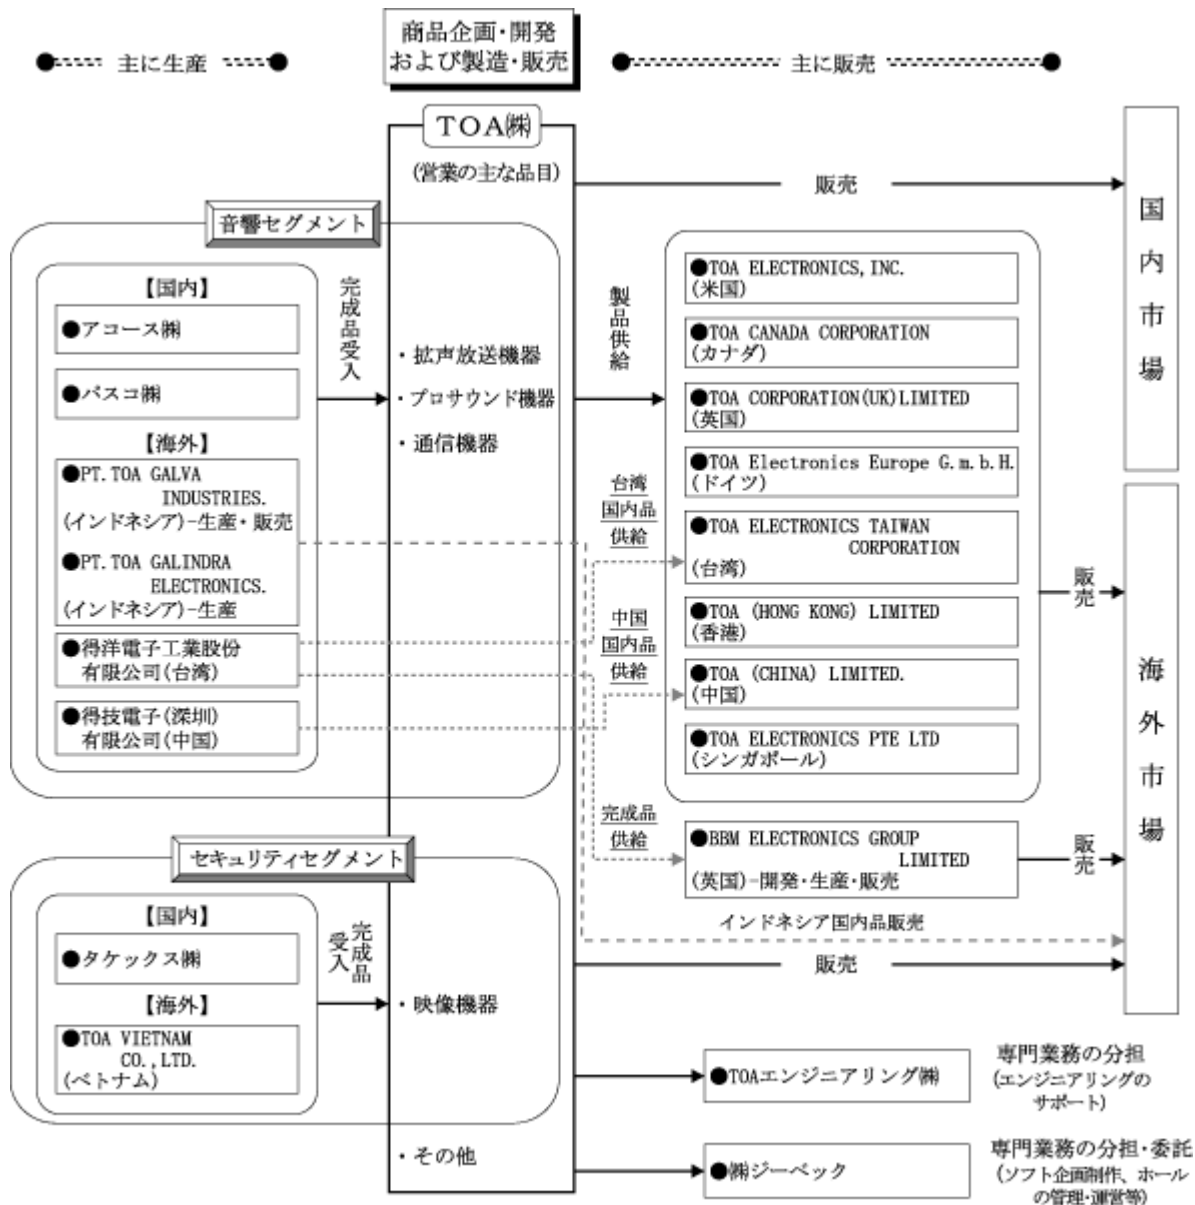 主に生産
商品企画・開発
および製造・販売
主に販売
TOA㈱
(営業の主な品目)
販売
国内市場
音響セグメント
【国内】
●アコース㈱
●パスコ㈱
【海外】
●PT.TOA GALVA
INDUSTRIES.
(インドネシア)-生産・販売
●PT.TOA GALINDRA
ELECTRONICS.
(インドネシア)-生産
●得洋電子工業股份
有限公司(台湾)
●得技電子(深圳)
有限公司(中国)
完成品受入
・拡声放送機器
・プロサウンド機器
・通信機器
製品供給
台湾
国内品
供給
中国
国内品
供給
完成品
供給
●TOA ELECTRONICS,INC.
(米国)
●TOA CANADA CORPORATION
(カナダ)
●TOA CORPORATION(UK)LIMITED
(英国)
●TOA Electronics Europe G.m.b.H.
(ドイツ)
●TOA ELECTRONICS TAIWAN
CORPORATION
(台湾)
●TOA (HONG KONG) LIMITED
(香港)
●TOA (CHINA) LIMITED.
(中国)
●TOA ELECTRONICS PTE LTD
(シンガポール)
販売
海外市場
●BBM ELECTRONICS GROUP
LIMITED
(英国)-開発・生産・販売
販売
インドネシア国内品販売
販売
セキュリティセグメント
【国内】
●タケックス㈱
【海外】
●TOA VIETNAM
CO.,LTD.
(ベトナム)
完成品
受入
・映像機器
・その他
●TOAエンジニアリング㈱
専門業務の分担
(エンジニアリングの
サポート)
●㈱ジーベック
専門業務の分担・委託
(ソフト企画制作、ホール
の管理・運営等)